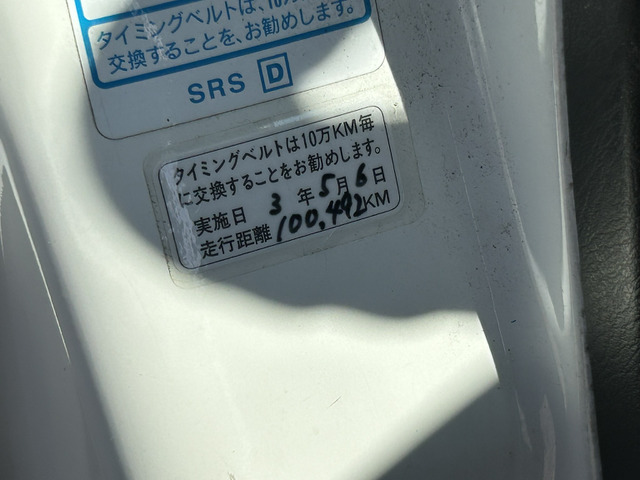 タイミングベルトは、10万
交換することを、お勧めします。
SRS D
タイミングベルトは10万KM毎
に交換することをお勧めします。
実施日 3 年 5 月 6 日
走行距離 100,492KM